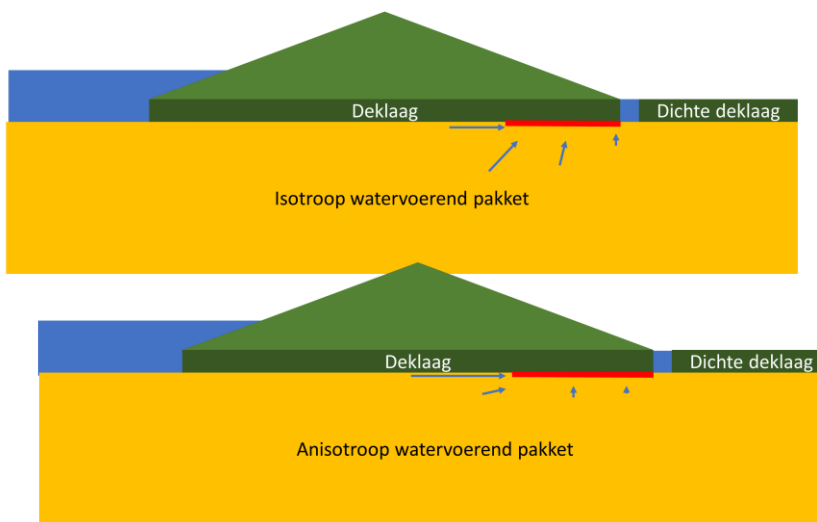 Deklaag
Dichte deklaag
Isotroop watervoerend pakket
Deklaag
Dichte deklaag
Anisotroop watervoerend pakket